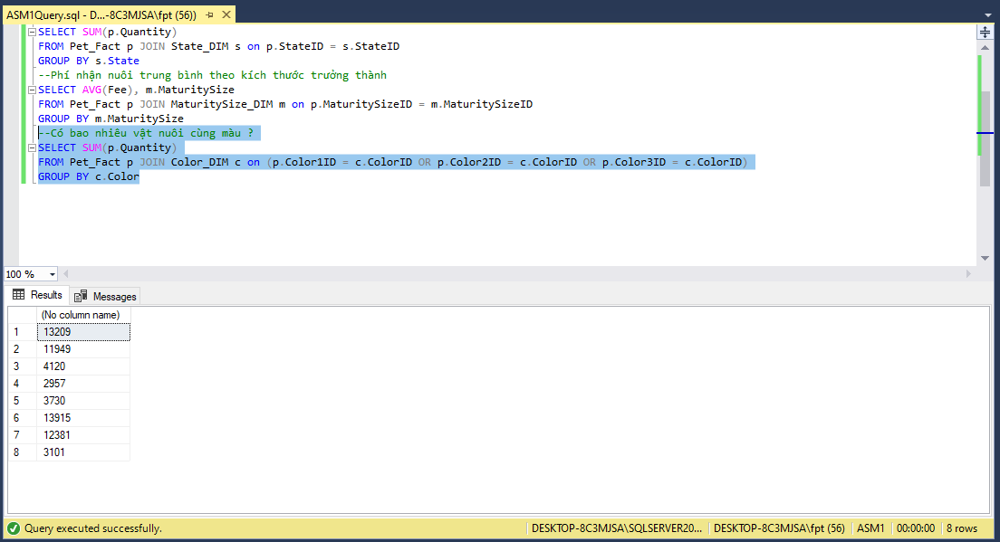 ASM1Query.sql - D...-8C3MJSA\fpt (56))
SELECT SUM(p.Quantity)
FROM Pet_Fact p JOIN State_DIM s on p.StateID = s.StateID
GROUP BY s.State
--Phí nhận nuôi trung bình theo kích thước trưởng thành
SELECT AVG(Fee), m.MaturitySize
FROM Pet_Fact p JOIN MaturitySize_DIM m on p.MaturitySizeID = m.MaturitySizeID
GROUP BY m.MaturitySize
--Có bao nhiêu vật nuôi cùng màu ?
SELECT SUM(p.Quantity)
FROM Pet_Fact p JOIN Color_DIM c on (p.Color1ID = c.ColorID OR p.Color2ID = c.ColorID OR p.Color3ID = c.ColorID)
GROUP BY c.Color
100 %
Results Messages
(No column name)
1 13209
2 11949
3 4120
4 2957
5 3730
6 13915
7 12381
8 3101
Query executed successfully. DESKTOP-8C3MJSA\SQLSERVER20... DESKTOP-8C3MJSA\fpt (56) ASM1 00:00:00 8 rows